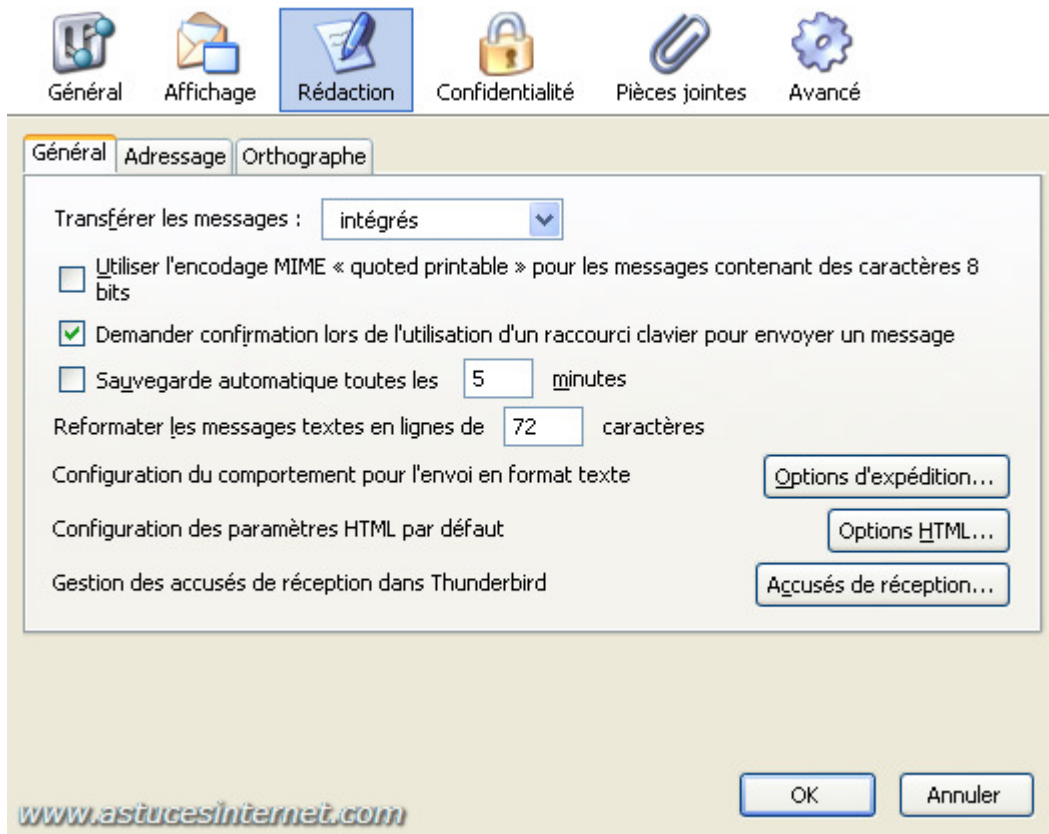 Général Affichage Rédaction Confidentialité Pièces jointes Avancé
Général Adressage Orthographe
Transférer les messages : intégrés
Utiliser l'encodage MIME « quoted printable » pour les messages contenant des caractères 8
bits
Demander confirmation lors de l'utilisation d'un raccourci clavier pour envoyer un message
Sauvegarde automatique toutes les 5 minutes
Reformater les messages textes en lignes de 72 caractères
Configuration du comportement pour l'envoi en format texte Options d'expédition...
Configuration des paramètres HTML par défaut Options HTML...
Gestion des accusés de réception dans Thunderbird Accusés de réception...
OK Annuler
www.astucesinternet.com